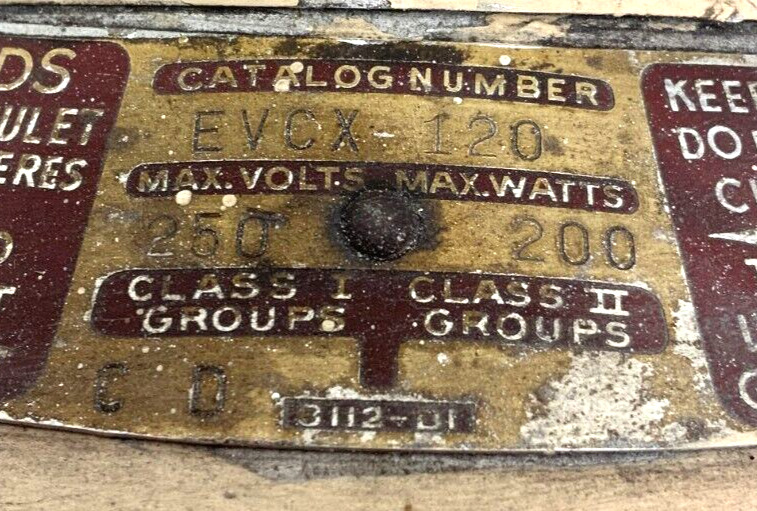 DS
ULET
ERES
CATALOG NUMBER
EVCX 120
MAX. VOLTS MAX. WATTS
250 200
CLASS I CLASS II
GROUPS GROUPS
C D
3112-D1
KEEP
DO
C